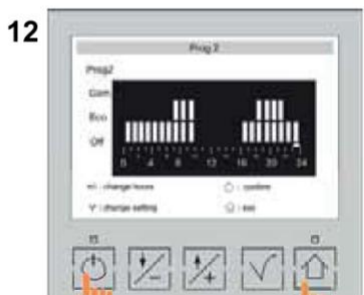 12
Prog 2
Prog2
Com
Eco
Off
0 4 8 12 16 20 24
+/- : change hours : confirm
: change setting : exit